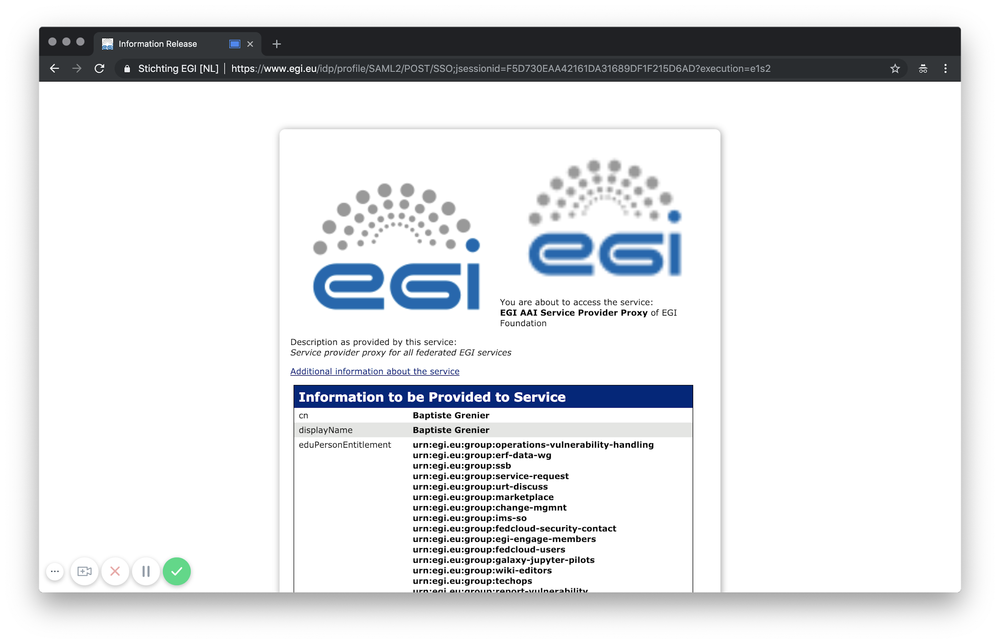 Information Release
Stichting EGI [NL] | https://www.egi.eu/idp/profile/SAML2/POST/SSO;jsessionid=F5D730EAA42161DA31689DF1F215D6AD?execution=e1s2
egi
egi
You are about to access the service:
EGI AAI Service Provider Proxy of EGI
Foundation
Description as provided by this service:
Service provider proxy for all federated EGI services
Additional information about the service
Information to be Provided to Service
cn Baptiste Grenier
displayName Baptiste Grenier
eduPersonEntitlement urn:egi.eu:group:operations-vulnerability-handling
urn:egi.eu:group:erf-data-wg
urn:egi.eu:group:ssb
urn:egi.eu:group:service-request
urn:egi.eu:group:urt-discuss
urn:egi.eu:group:marketplace
urn:egi.eu:group:change-mgmnt
urn:egi.eu:group:ims-so
urn:egi.eu:group:fedcloud-security-contact
urn:egi.eu:group:egi-engage-members
urn:egi.eu:group:fedcloud-users
urn:egi.eu:group:galaxy-jupyter-pilots
urn:egi.eu:group:wiki-editors
urn:egi.eu:group:techops
urn:egi.eu:group:report-vulnerability